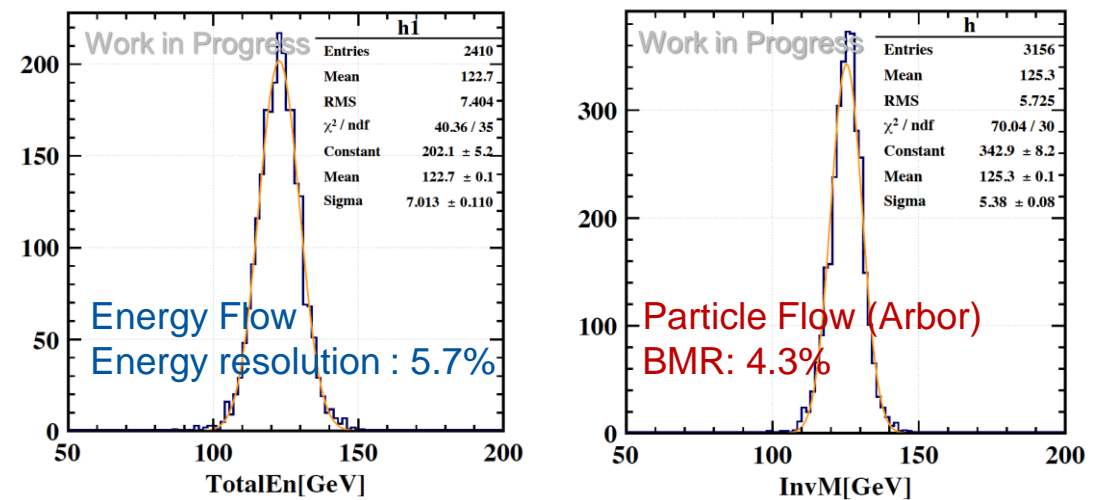 Work in Progress
h1
Entries 2410
Mean 122.7
RMS 7.404
χ² / ndf 40.36 / 35
Constant 202.1 ± 5.2
Mean 122.7 ± 0.1
Sigma 7.013 ± 0.110
200
150
100
50
0
Energy Flow
Energy resolution : 5.7%
50 100 150 200
TotalEn[GeV]
Work in Progress
h
Entries 3156
Mean 125.3
RMS 5.725
χ² / ndf 70.04 / 30
Constant 342.9 ± 8.2
Mean 125.3 ± 0.1
Sigma 5.38 ± 0.08
300
200
100
0
Particle Flow (Arbor)
BMR: 4.3%
50 100 150 200
InvM[GeV]